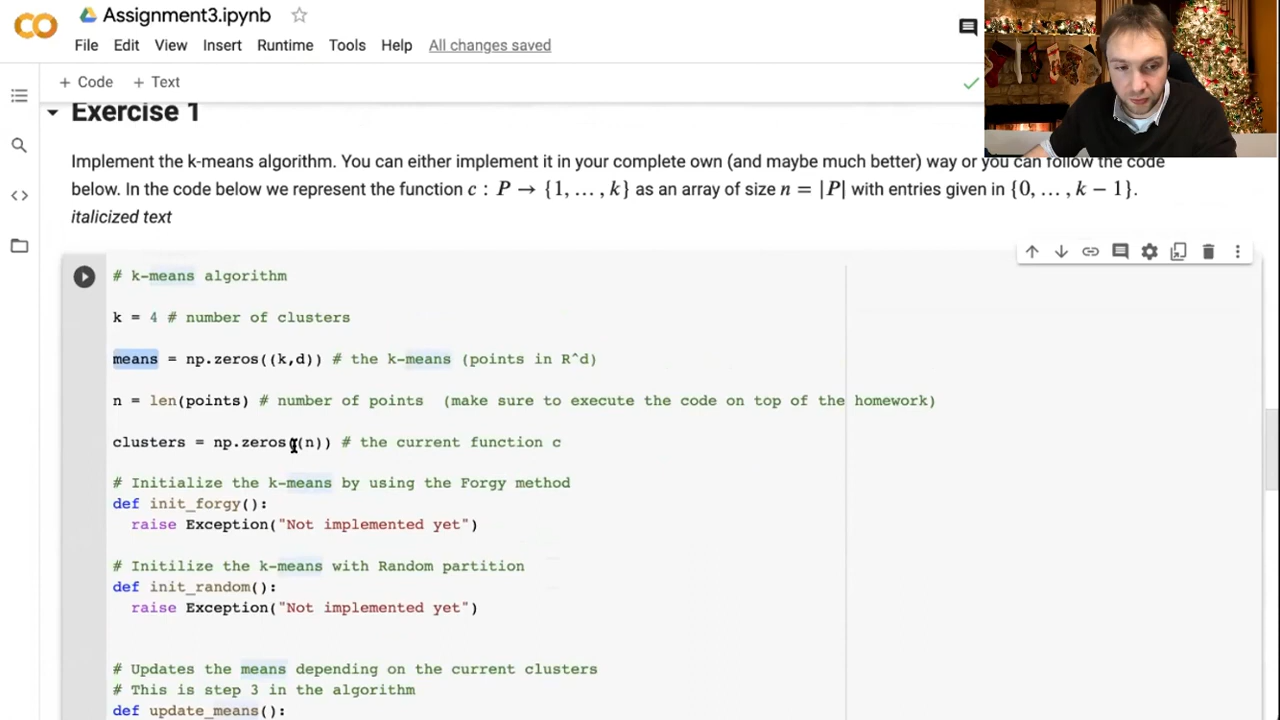 Assignment3.ipynb
File Edit View Insert Runtime Tools Help All changes saved
+ Code + Text
Exercise 1
Implement the k-means algorithm. You can either implement it in your complete own (and maybe much better) way or you can follow the code
below. In the code below we represent the function c : P → {1, … , k} as an array of size n = |P| with entries given in {0, … , k − 1}.
italicized text
# k-means algorithm
k = 4 # number of clusters
means = np.zeros((k,d)) # the k-means (points in R^d)
n = len(points) # number of points (make sure to execute the code on top of the homework)
clusters = np.zeros((n)) # the current function c
# Initialize the k-means by using the Forgy method
def init_forgy():
raise Exception("Not implemented yet")
# Initilize the k-means with Random partition
def init_random():
raise Exception("Not implemented yet")
# Updates the means depending on the current clusters
# This is step 3 in the algorithm
def update_means():